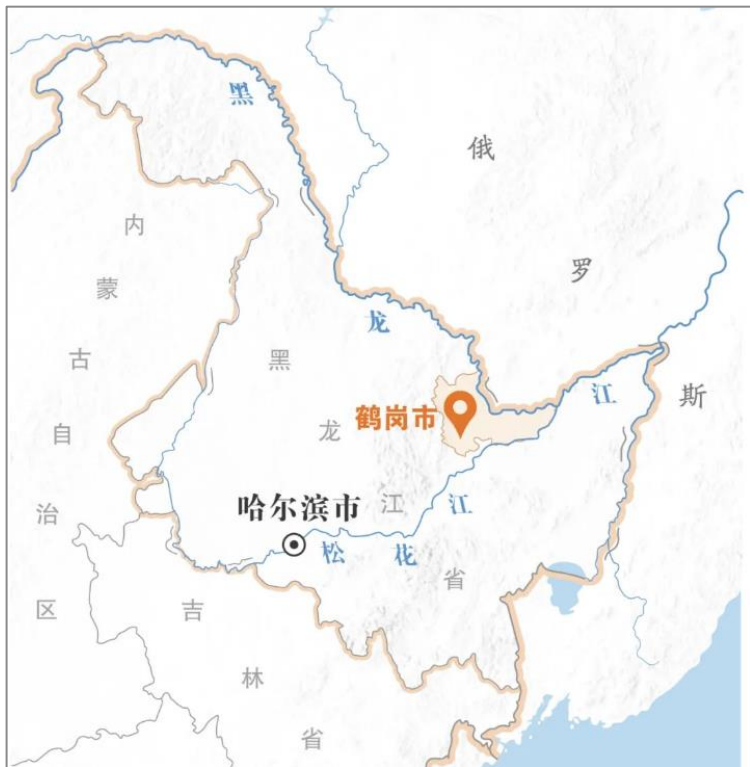 黑龙江
俄罗斯
内蒙古自治区
黑龙江省
鹤岗市
哈尔滨市
松花江
吉林省